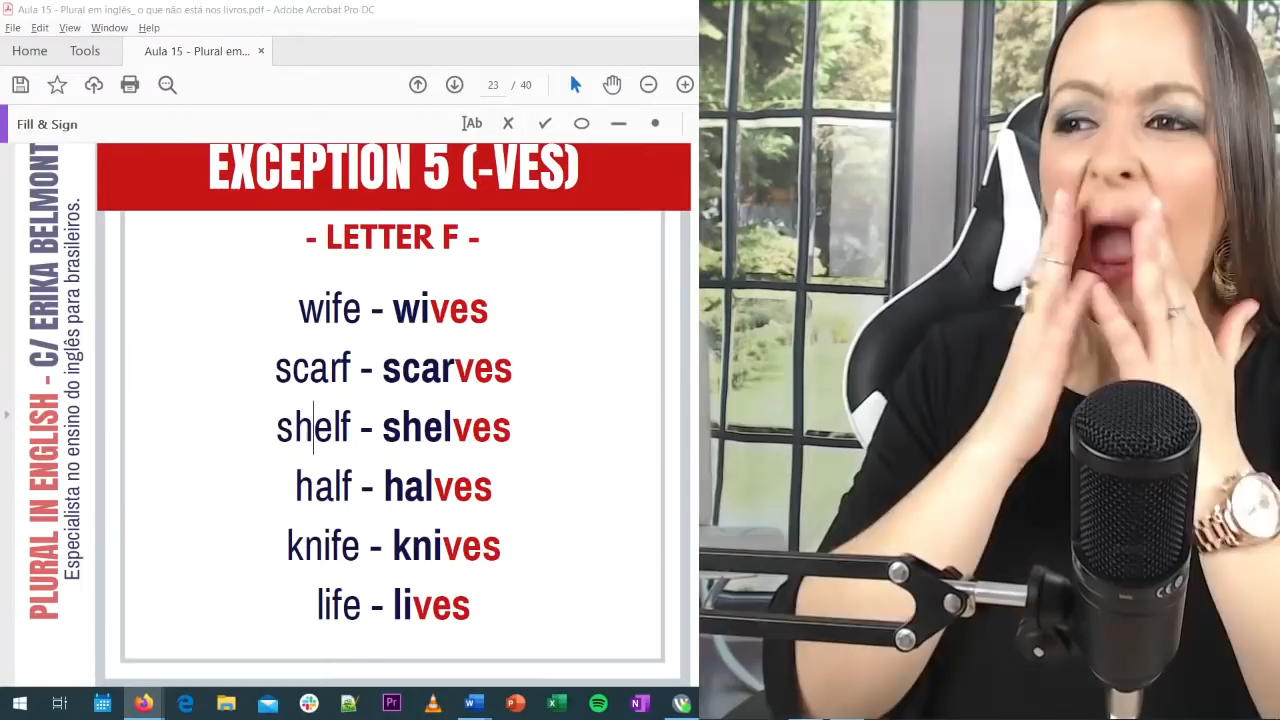 Aula 15 - Plural em inglês_ o que não está nos livros.pdf - Adobe Acrobat Pro DC
File Edit View Window Help
Home Tools Aula 15 - Plural em... ×
23 / 40
Fill & Sign
Ab
EXCEPTION 5 (-VES)
- LETTER F -
wife - wives
scarf - scarves
shelf - shelves
half - halves
knife - knives
life - lives
PLURAL IN ENGLISH - C/ ERIKA BELMONT
Especialista no ensino do inglês para brasileiros.